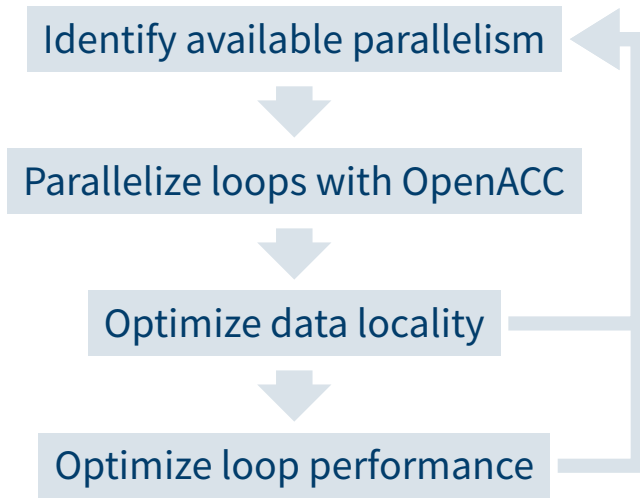 Identify available parallelism
Parallelize loops with OpenACC
Optimize data locality
Optimize loop performance